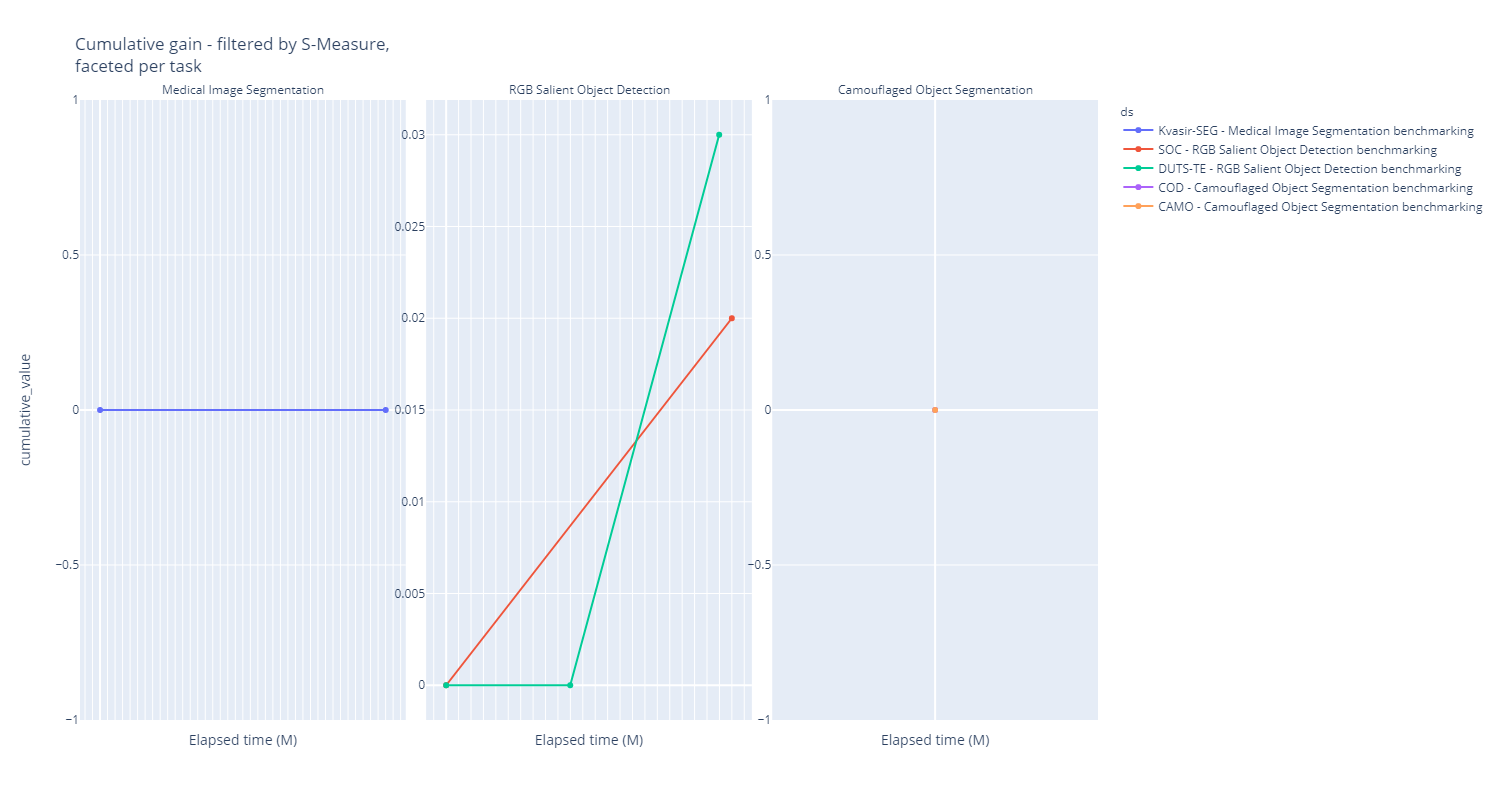 Cumulative gain - filtered by S-Measure,
faceted per task
Medical Image Segmentation
RGB Salient Object Detection
Camouflaged Object Segmentation
cumulative_value
1
0.5
0
−0.5
−1
0.03
0.025
0.02
0.015
0.01
0.005
0
1
0.5
0
−0.5
−1
Elapsed time (M)
Elapsed time (M)
Elapsed time (M)
ds
Kvasir-SEG - Medical Image Segmentation benchmarking
SOC - RGB Salient Object Detection benchmarking
DUTS-TE - RGB Salient Object Detection benchmarking
COD - Camouflaged Object Segmentation benchmarking
CAMO - Camouflaged Object Segmentation benchmarking